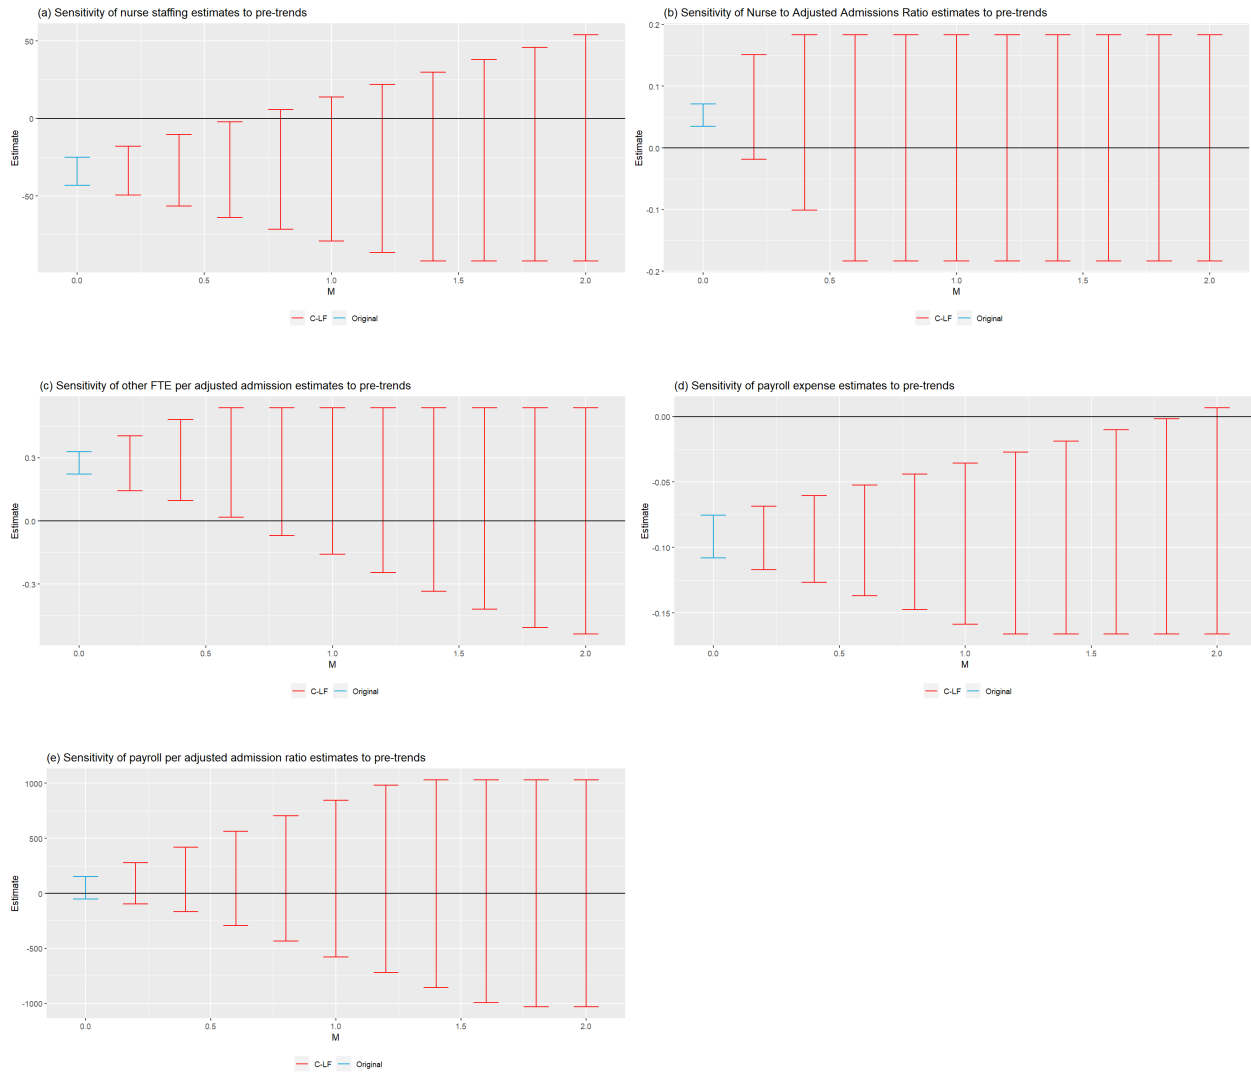 (a) Sensitivity of nurse staffing estimates to pre-trends
50
0
-50
Estimate
0.0 0.5 1.0 1.5 2.0
M
C-LF Original
(b) Sensitivity of Nurse to Adjusted Admissions Ratio estimates to pre-trends
0.2
0.1
0.0
-0.1
-0.2
Estimate
0.0 0.5 1.0 1.5 2.0
M
C-LF Original
(c) Sensitivity of other FTE per adjusted admission estimates to pre-trends
0.3
0.0
-0.3
Estimate
0.0 0.5 1.0 1.5 2.0
M
C-LF Original
(d) Sensitivity of payroll expense estimates to pre-trends
0.00
-0.05
-0.10
-0.15
Estimate
0.0 0.5 1.0 1.5 2.0
M
C-LF Original
(e) Sensitivity of payroll per adjusted admission ratio estimates to pre-trends
1000
500
0
-500
-1000
Estimate
0.0 0.5 1.0 1.5 2.0
M
C-LF Original